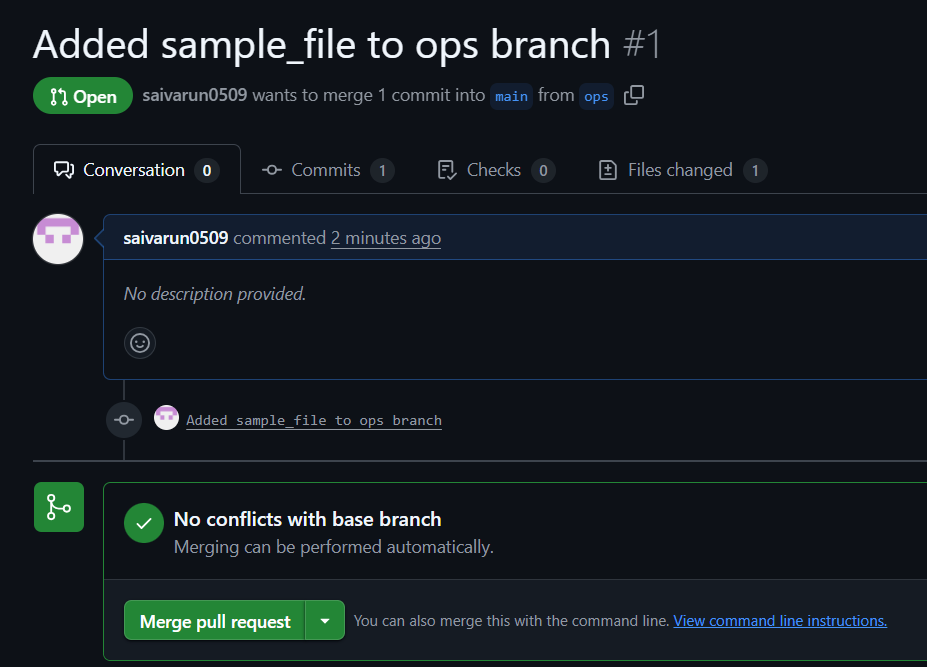 Added sample_file to ops branch #1
Open saivarun0509 wants to merge 1 commit into main from ops
Conversation 0 Commits 1 Checks 0 Files changed 1
saivarun0509 commented 2 minutes ago
No description provided.
Added sample_file to ops branch
No conflicts with base branch
Merging can be performed automatically.
Merge pull request You can also merge this with the command line. View command line instructions.